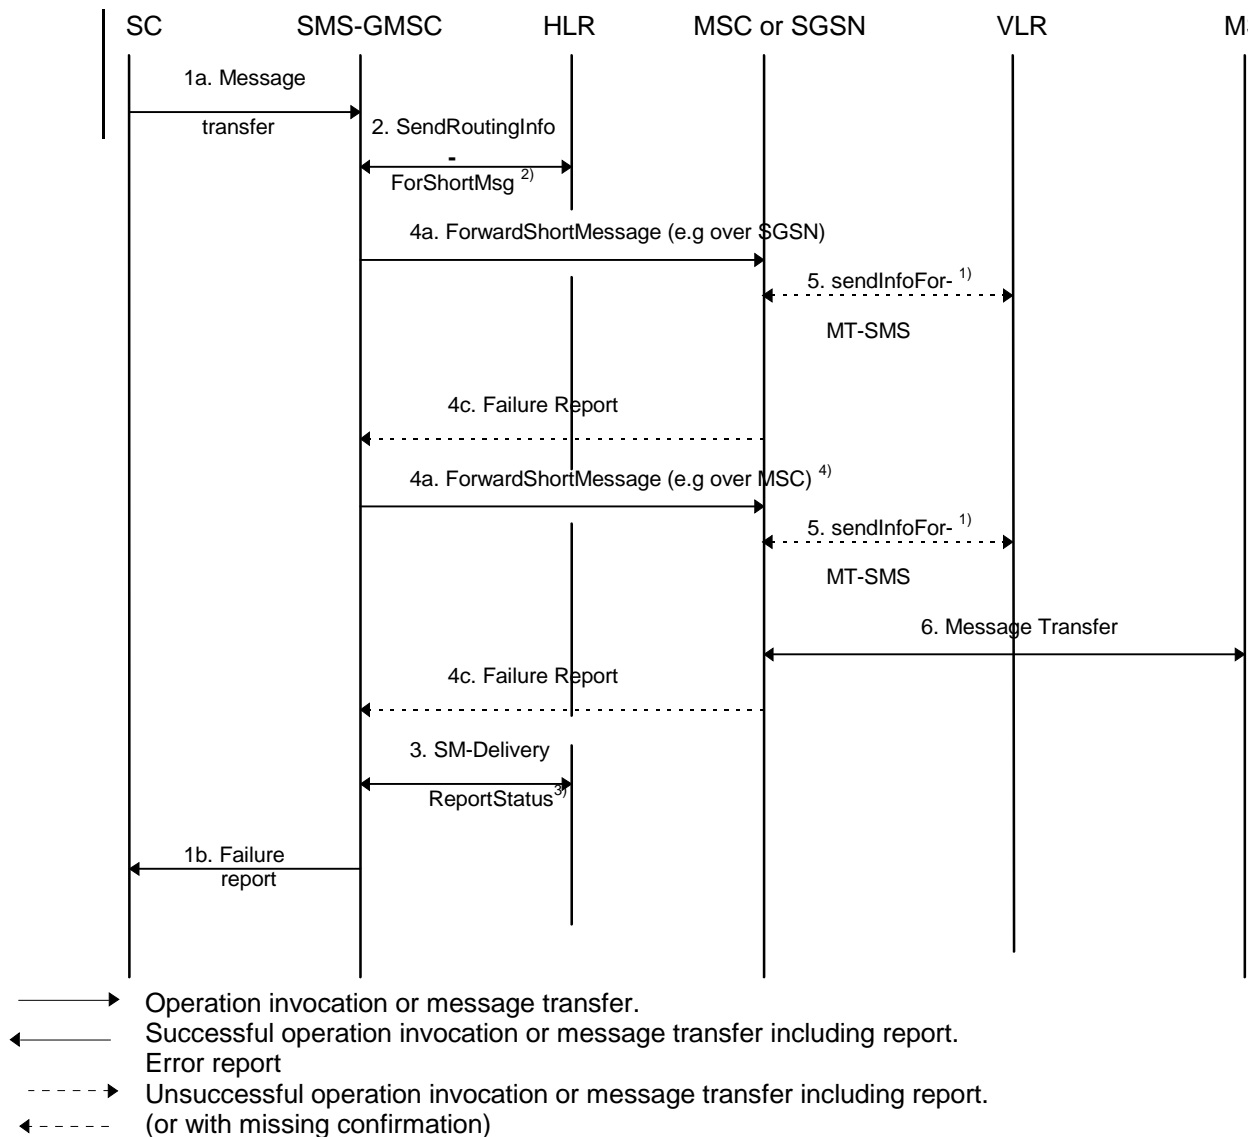 SC SMS-GMSC HLR MSC or SGSN VLR M
1a. Message
transfer
2. SendRoutingInfo
-
ForShortMsg 2)
4a. ForwardShortMessage (e.g over SGSN)
5. sendInfoFor- 1)
MT-SMS
4c. Failure Report
4a. ForwardShortMessage (e.g over MSC) 4)
5. sendInfoFor- 1)
MT-SMS
6. Message Transfer
4c. Failure Report
3. SM-Delivery
ReportStatus3)
1b. Failure
report
Operation invocation or message transfer.
Successful operation invocation or message transfer including report.
Error report
Unsuccessful operation invocation or message transfer including report.
(or with missing confirmation)